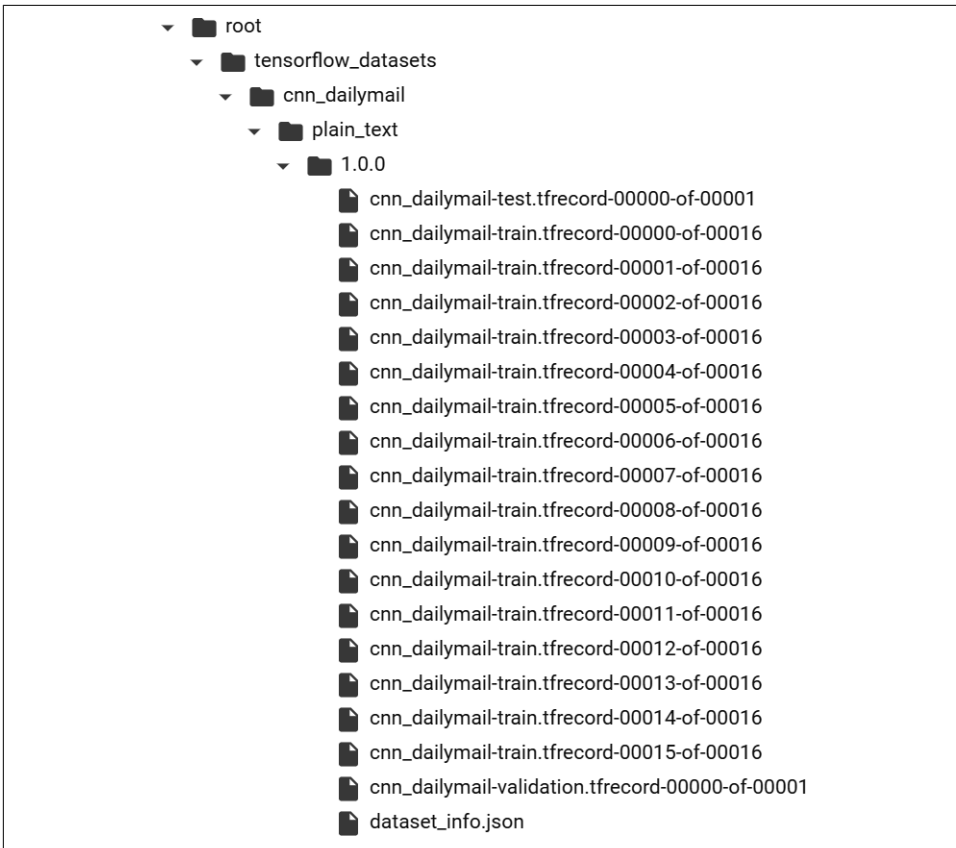 root
tensorflow_datasets
cnn_dailymail
plain_text
1.0.0
cnn_dailymail-test.tfrecord-00000-of-00001
cnn_dailymail-train.tfrecord-00000-of-00016
cnn_dailymail-train.tfrecord-00001-of-00016
cnn_dailymail-train.tfrecord-00002-of-00016
cnn_dailymail-train.tfrecord-00003-of-00016
cnn_dailymail-train.tfrecord-00004-of-00016
cnn_dailymail-train.tfrecord-00005-of-00016
cnn_dailymail-train.tfrecord-00006-of-00016
cnn_dailymail-train.tfrecord-00007-of-00016
cnn_dailymail-train.tfrecord-00008-of-00016
cnn_dailymail-train.tfrecord-00009-of-00016
cnn_dailymail-train.tfrecord-00010-of-00016
cnn_dailymail-train.tfrecord-00011-of-00016
cnn_dailymail-train.tfrecord-00012-of-00016
cnn_dailymail-train.tfrecord-00013-of-00016
cnn_dailymail-train.tfrecord-00014-of-00016
cnn_dailymail-train.tfrecord-00015-of-00016
cnn_dailymail-validation.tfrecord-00000-of-00001
dataset_info.json